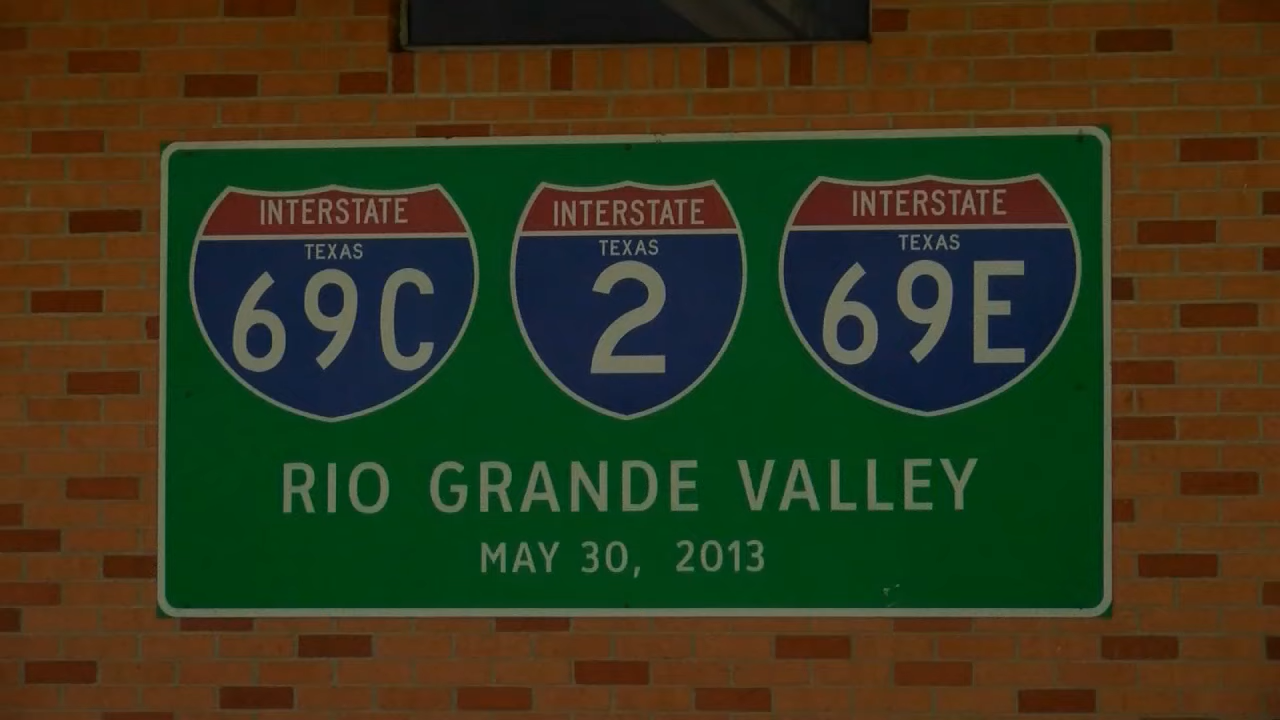 INTERSTATE INTERSTATE INTERSTATE
TEXAS TEXAS TEXAS
69C 2 69E
RIO GRANDE VALLEY
MAY 30, 2013